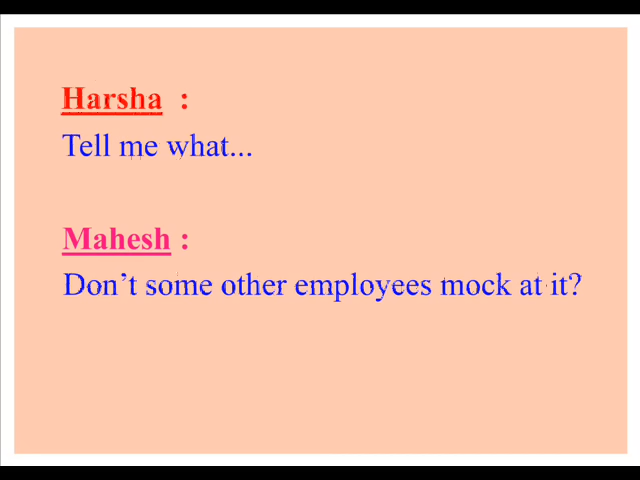 Harsha :
Tell me what...
Mahesh :
Don’t some other employees mock at it?